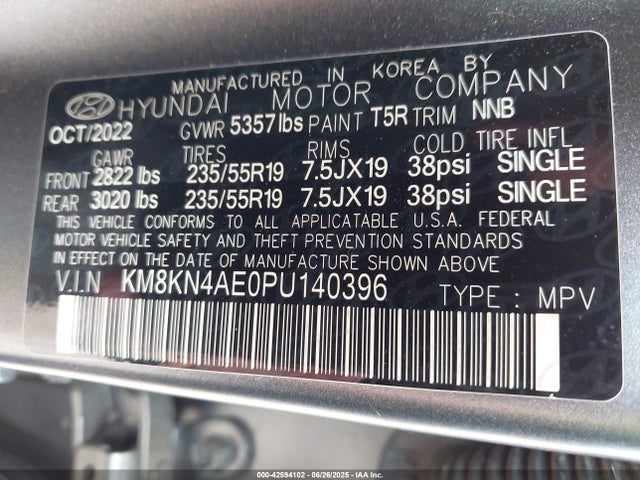 MANUFACTURED IN KOREA BY
HYUNDAI MOTOR COMPANY
OCT/2022 GVWR 5357lbs PAINT T5R TRIM NNB
GAWR TIRES RIMS COLD TIRE INFL
FRONT 2822 lbs 235/55R19 7.5JX19 38psi SINGLE
REAR 3020 lbs 235/55R19 7.5JX19 38psi SINGLE
THIS VEHICLE CONFORMS TO ALL APPLICATABLE U.S.A. FEDERAL
MOTOR VEHICLE SAFETY AND THEFT PREVENTION STANDARDS
IN EFFECT ON THE DATE OF MANUFACTURE SHOWN ABOVE.
V.I.N KM8KN4AE0PU140396 TYPE : MPV
000-42594102 | 06/26/2025 | IAA Inc.